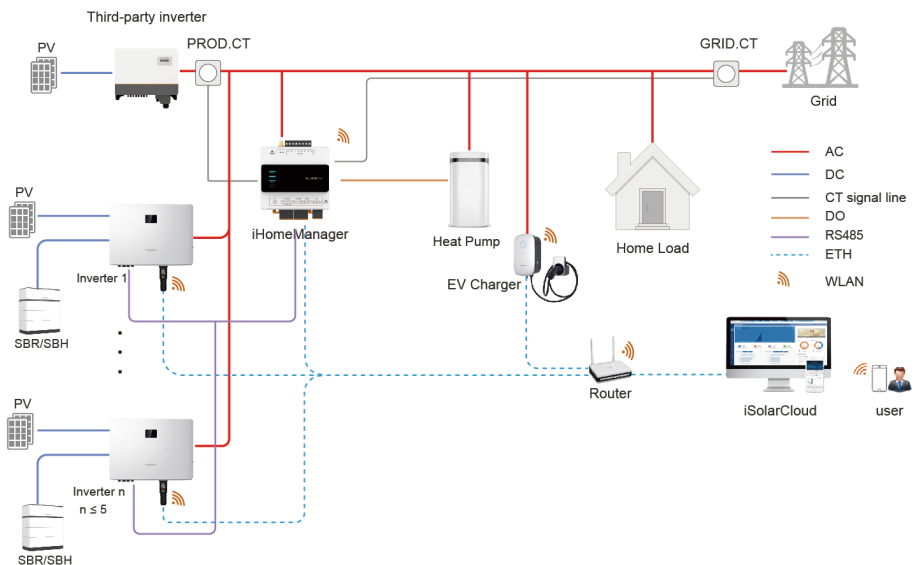 Third-party inverter
PV
PROD.CT
GRID.CT
Grid
AC
DC
CT signal line
DO
RS485
ETH
WLAN
PV
iHomeManager
Heat Pump
Home Load
Inverter 1
EV Charger
SBR/SBH
Router
iSolarCloud
user
PV
Inverter n
n ≤ 5
SBR/SBH